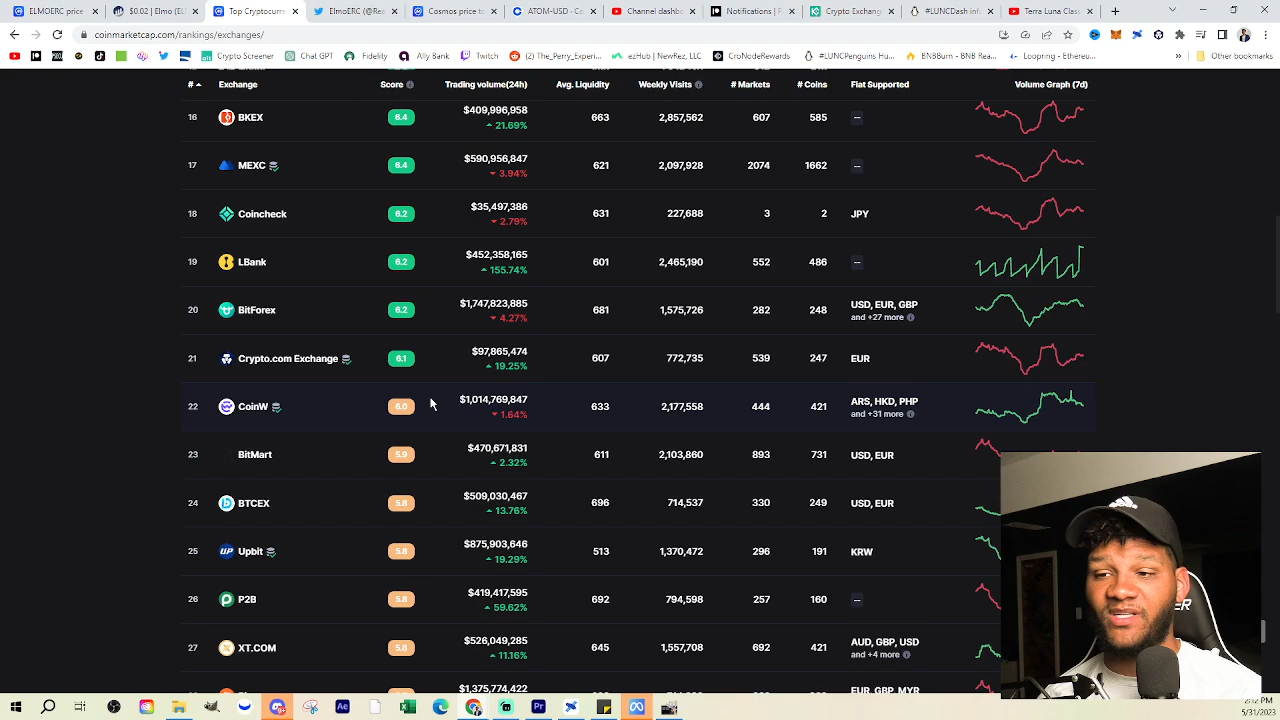 ELMOERC price
$0.02 | Elmo (EL
Top Cryptocurr
ElmoERC (@Re
Cosmos price to
ATOM-USD - Co
Channel dashbo
Notifications | P
Crypto Exchang
#LUNCDash inf
Terra Luna Class
coinmarketcap.com/rankings/exchanges/
Crypto Screener
Chat GPT
Fidelity
Ally Bank
Twitch
(2) The_Perry_Exper...
eHüvy | NewRez, LLC
CroNodeRewards
#LUNCPenguins Hu...
BNSBurn - BNB Rea...
Loopring - Ethereu...
Other bookmarks
# Exchange Score Trading volume(24h) Avg. Liquidity Weekly Visits # Markets # Coins Fiat Supported Volume Graph (7d)
16 BKEX 6.4 $409,996,958 663 2,857,562 607 585 --
21.69%
17 MEXC 6.4 $590,956,847 621 2,097,928 2074 1662 --
3.94%
18 Coincheck 6.2 $35,497,386 631 227,688 3 2 JPY
2.79%
19 LBank 6.2 $452,358,165 601 2,465,190 552 486 --
155.74%
20 BitForex 6.2 $1,747,823,885 681 1,575,726 282 248 USD, EUR, GBP
4.27% and +27 more
21 Crypto.com Exchange 6.1 $97,865,474 607 772,735 539 247 EUR
19.25%
22 CoinW 6.0 $1,014,769,847 633 2,177,558 444 421 ARS, HKD, PHP
1.64% and +31 more
23 BitMart 5.9 $470,671,831 611 2,103,860 893 731 USD, EUR
2.32%
24 BTCEX 5.8 $509,030,467 696 714,537 330 249 USD, EUR
13.76%
25 Upbit 5.8 $875,903,646 513 1,370,472 296 191 KRW
19.29%
26 P2B 5.8 $419,417,595 692 794,598 257 160 --
59.62%
27 XT.COM 5.8 $526,049,285 645 1,557,708 692 421 AUD, GBP, USD
11.16% and +4 more
$1,375,774,422 EUR, GBP, MYR
5/31/2023